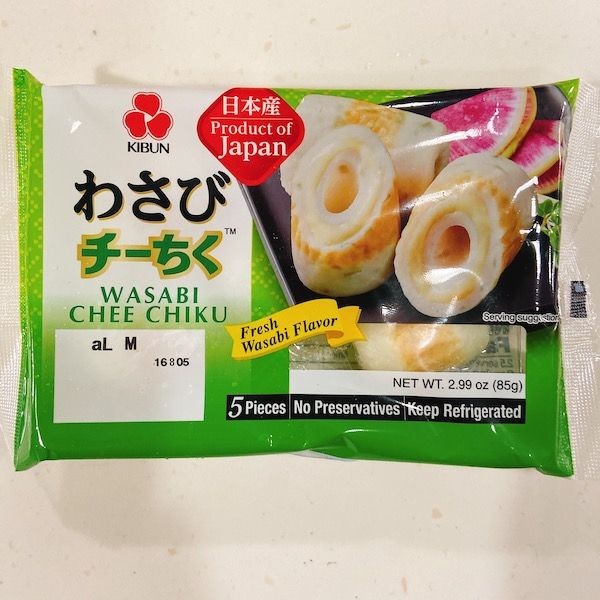 KIBUN
日本産
Product of
Japan
わさび
チーちく™
WASABI
CHEE CHIKU
aL M
16805
Fresh
Wasabi Flavor
Serving suggestion
NET WT. 2.99 oz (85g)
5 Pieces No Preservatives Keep Refrigerated